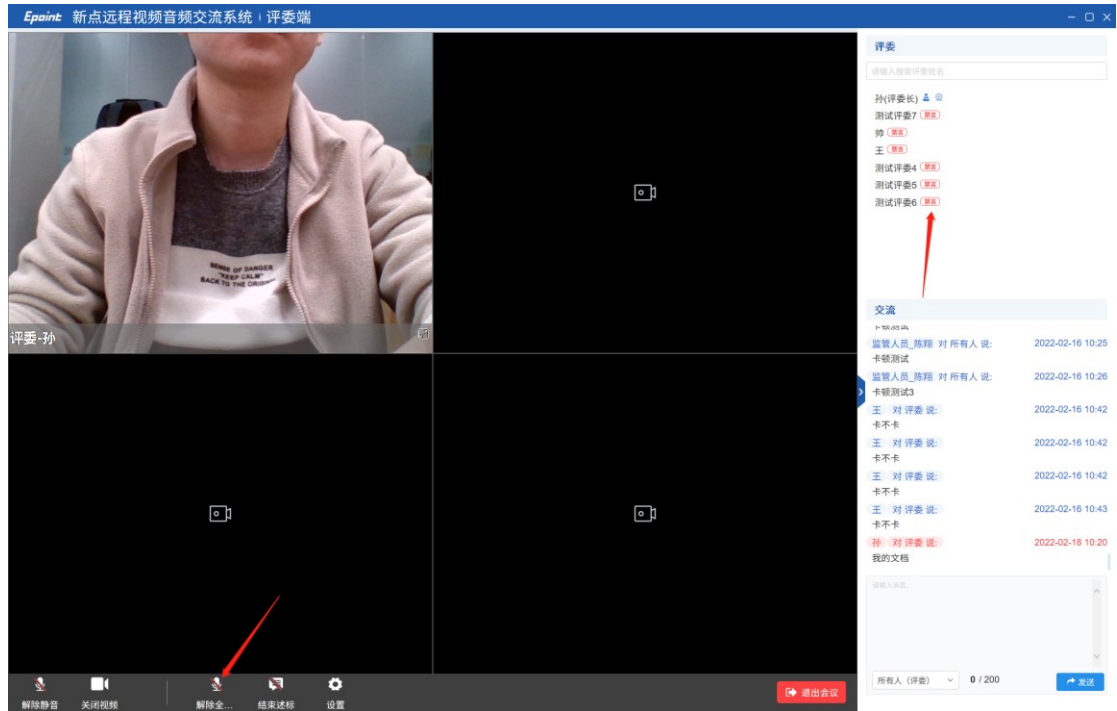 Epoint 新点远程视频音频交流系统 | 评委端
评委
请输入搜索评委姓名
孙(评委长)
测试评委7 禁言
帅 禁言
王 禁言
测试评委4 禁言
测试评委5 禁言
测试评委6 禁言
SENSE OF DANGER
"KEEP CALM"
BACK TO THE ORIGINAL
评委-孙
交流
卡顿测试
监管人员_陈翔 对 所有人 说: 2022-02-16 10:25
卡顿测试
监管人员_陈翔 对 所有人 说: 2022-02-16 10:26
卡顿测试3
王 对 评委 说: 2022-02-16 10:42
卡不卡
王 对 评委 说: 2022-02-16 10:42
卡不卡
王 对 评委 说: 2022-02-16 10:42
卡不卡
王 对 评委 说: 2022-02-16 10:43
卡不卡
孙 对 评委 说: 2022-02-18 10:20
我的文档
请输入消息...
所有人（评委） 0 / 200 发送
解除静音 关闭视频 解除全... 结束述标 设置 退出会议